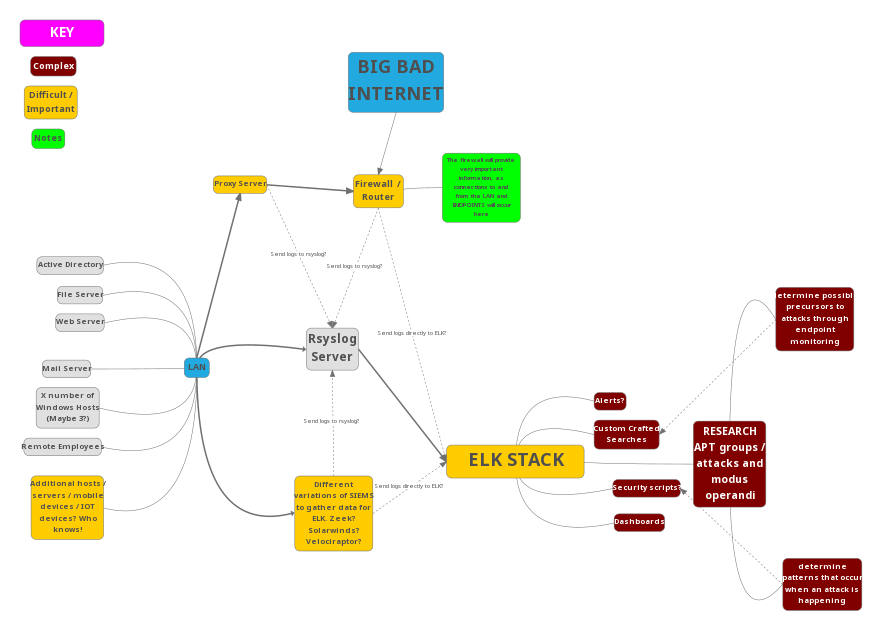 KEY
Complex
Difficult /
Important
Notes
BIG BAD
INTERNET
Proxy Server
Firewall /
Router
The firewall will provide
very important
information, as
connections to and
from the LAN and
ENDPOINTS will occur
here
Send logs to rsyslog?
Send logs to rsyslog?
Active Directory
File Server
Web Server
Mail Server
X number of
Windows Hosts
(Maybe 3?)
Remote Employees
Additional hosts /
servers / mobile
devices / IOT
devices? Who
knows!
LAN
Rsyslog
Server
Send logs directly to ELK?
Send logs to rsyslog?
Different
variations of SIEMS
to gather data for
ELK. Zeek?
Solarwinds?
Velociraptor?
Send logs directly to ELK?
ELK STACK
Alerts?
Custom Crafted
Searches
Security scripts?
Dashboards
RESEARCH
APT groups /
attacks and
modus
operandi
etermine possibl
precursors to
attacks through
endpoint
monitoring
determine
patterns that occur
when an attack is
happening